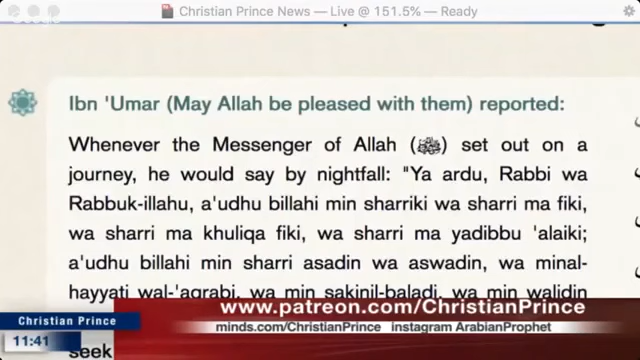 Christian Prince News — Live @ 151.5% — Ready
Ibn 'Umar (May Allah be pleased with them) reported:
Whenever the Messenger of Allah (ﷺ) set out on a
journey, he would say by nightfall: "Ya ardu, Rabbi wa
Rabbuk-illahu, a'udhu billahi min sharriki wa sharri ma fiki,
wa sharri ma khuliqa fiki, wa sharri ma yadibbu 'alaiki;
a'udhu billahi min sharri asadin wa aswadin, wa minal-
hayyati wal-'aqrabi, wa min sakinil-baladi, wa min walidin
seek
www.patreon.com/ChristianPrince
minds.com/ChristianPrince instagram ArabianProphet
Christian Prince
11:41